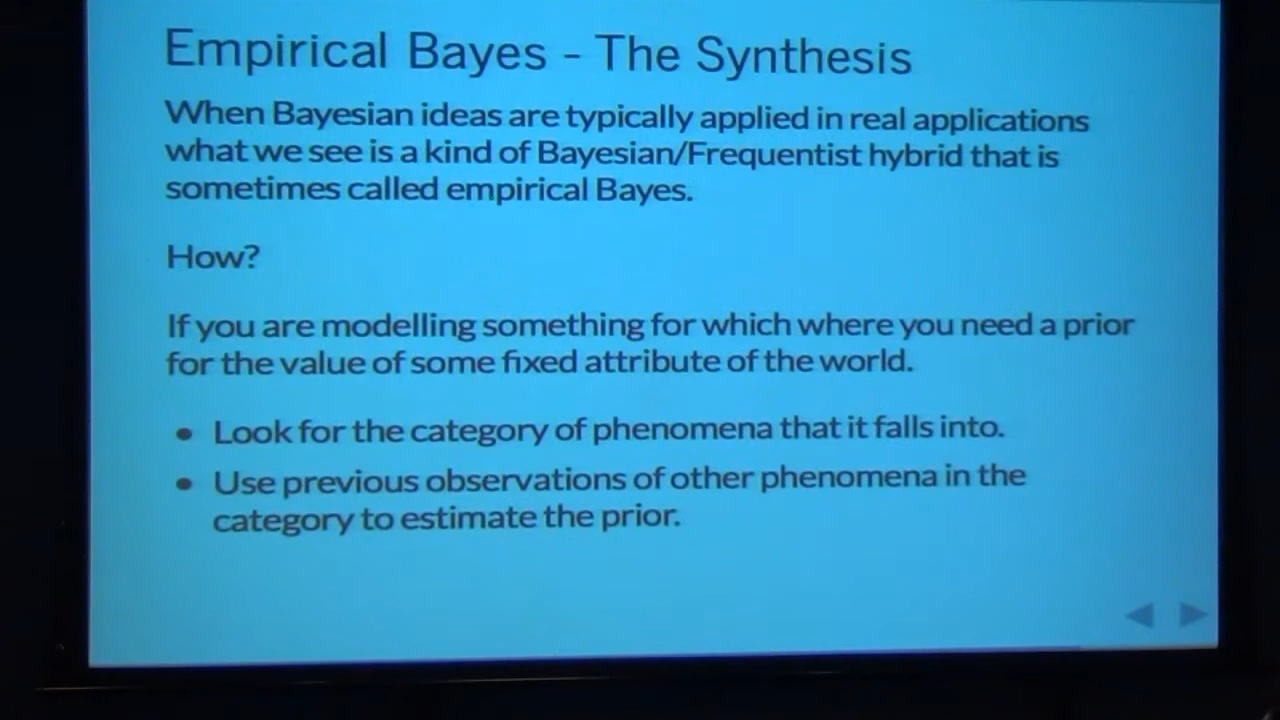 Empirical Bayes - The Synthesis
When Bayesian ideas are typically applied in real applications
what we see is a kind of Bayesian/Frequentist hybrid that is
sometimes called empirical Bayes.
How?
If you are modelling something for which where you need a prior
for the value of some fixed attribute of the world.
• Look for the category of phenomena that it falls into.
• Use previous observations of other phenomena in the
category to estimate the prior.